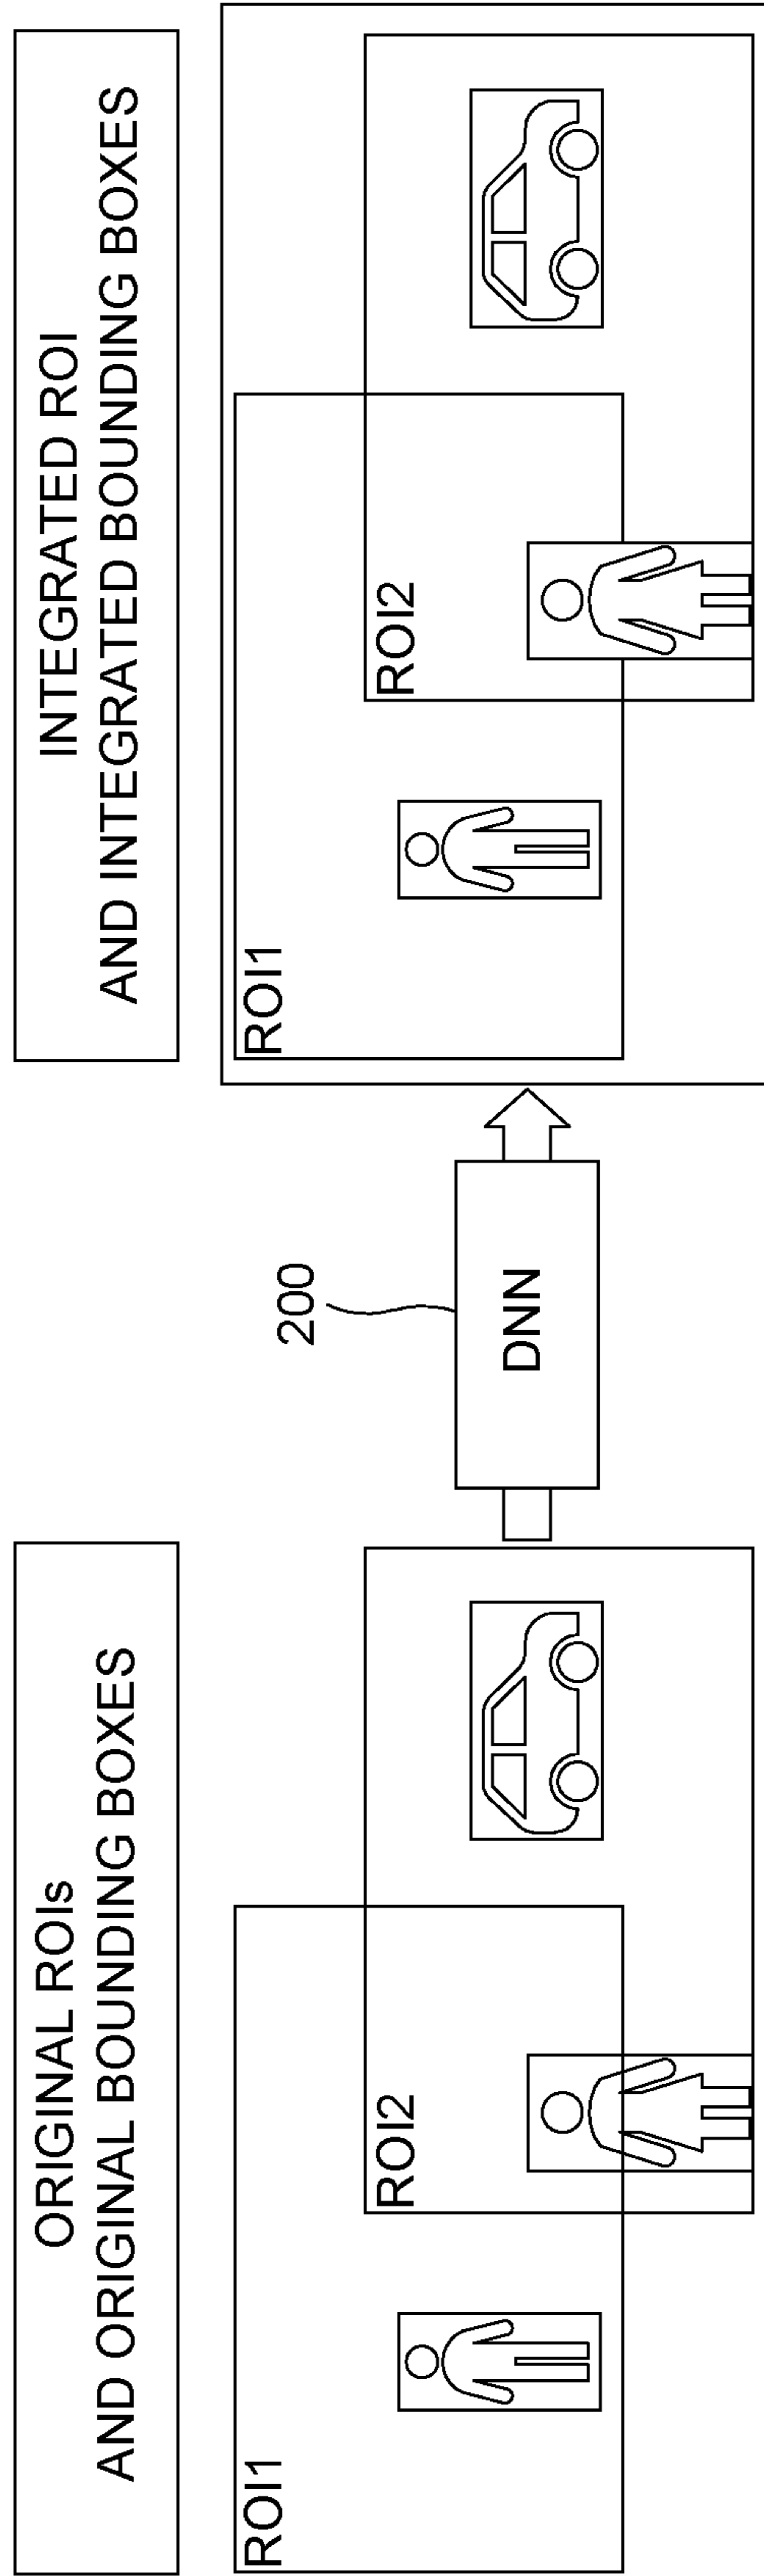 ORIGINAL ROIs
AND ORIGINAL BOUNDING BOXES
ROI1
ROI2
200
DNN
INTEGRATED ROI
AND INTEGRATED BOUNDING BOXES
ROI1
ROI2